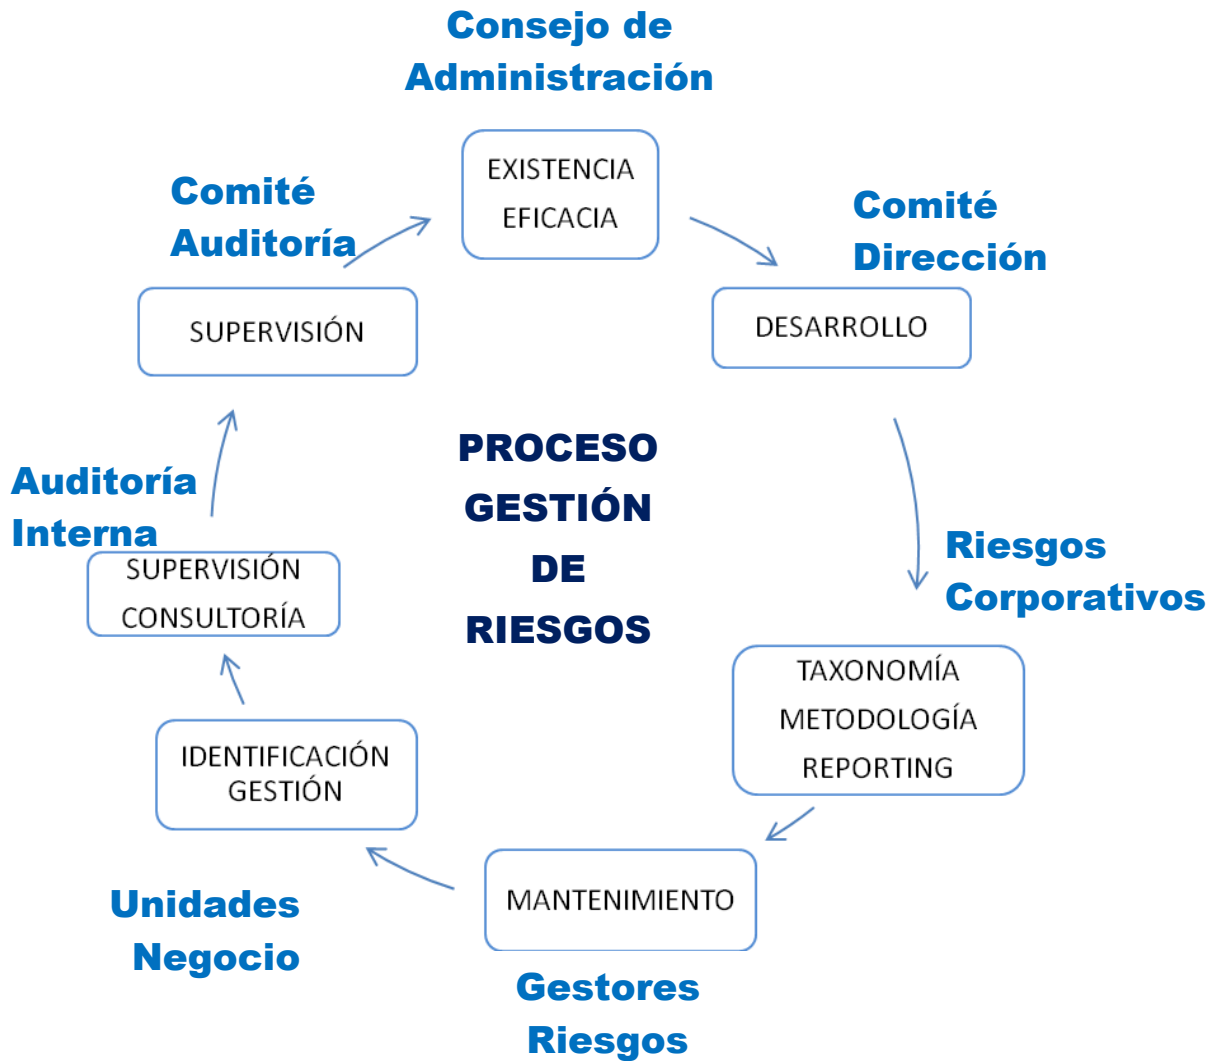 Consejo de
Administración
EXISTENCIA
EFICACIA
Comité
Dirección
DESARROLLO
Riesgos
Corporativos
TAXONOMÍA
METODOLOGÍA
REPORTING
MANTENIMIENTO
Gestores
Riesgos
IDENTIFICACIÓN
GESTIÓN
Unidades
Negocio
Auditoría
Interna
SUPERVISIÓN
CONSULTORÍA
Comité
Auditoría
SUPERVISIÓN
PROCESO
GESTIÓN
DE
RIESGOS